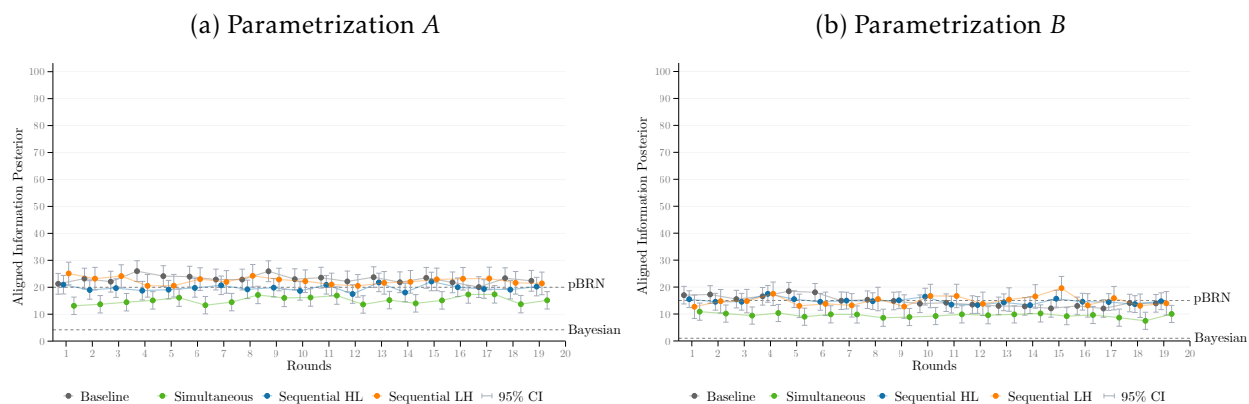 (a) Parametrization A
100
90
80
70
60
50
40
30
20
10
0
Aligned Information Posterior
pBRN
Bayesian
1 2 3 4 5 6 7 8 9 10 11 12 13 14 15 16 17 18 19 20
Rounds
Baseline Simultaneous Sequential HL Sequential LH 95% CI
(b) Parametrization B
100
90
80
70
60
50
40
30
20
10
0
Aligned Information Posterior
pBRN
Bayesian
1 2 3 4 5 6 7 8 9 10 11 12 13 14 15 16 17 18 19 20
Rounds
Baseline Simultaneous Sequential HL Sequential LH 95% CI